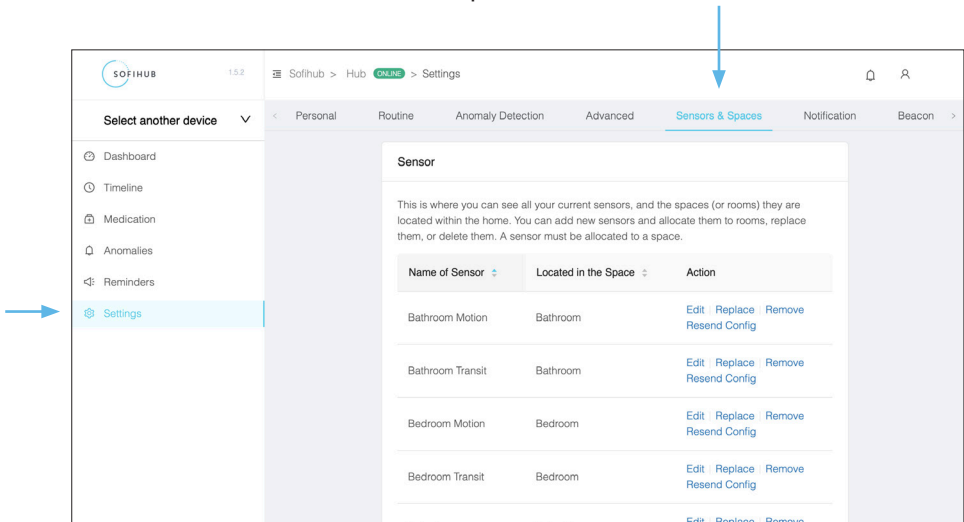 SOFIHUB 1.5.2
Sofihub > Hub ONLINE > Settings
Select another device
Personal Routine Anomaly Detection Advanced Sensors & Spaces Notification Beacon
Dashboard
Timeline
Medication
Anomalies
Reminders
Settings
Sensor
This is where you can see all your current sensors, and the spaces (or rooms) they are
located within the home. You can add new sensors and allocate them to rooms, replace
them, or delete them. A sensor must be allocated to a space.
Name of Sensor Located in the Space Action
Bathroom Motion Bathroom Edit | Replace | Remove
Resend Config
Bathroom Transit Bathroom Edit | Replace | Remove
Resend Config
Bedroom Motion Bedroom Edit | Replace | Remove
Resend Config
Bedroom Transit Bedroom Edit | Replace | Remove
Resend Config
Edit | Replace | Remove